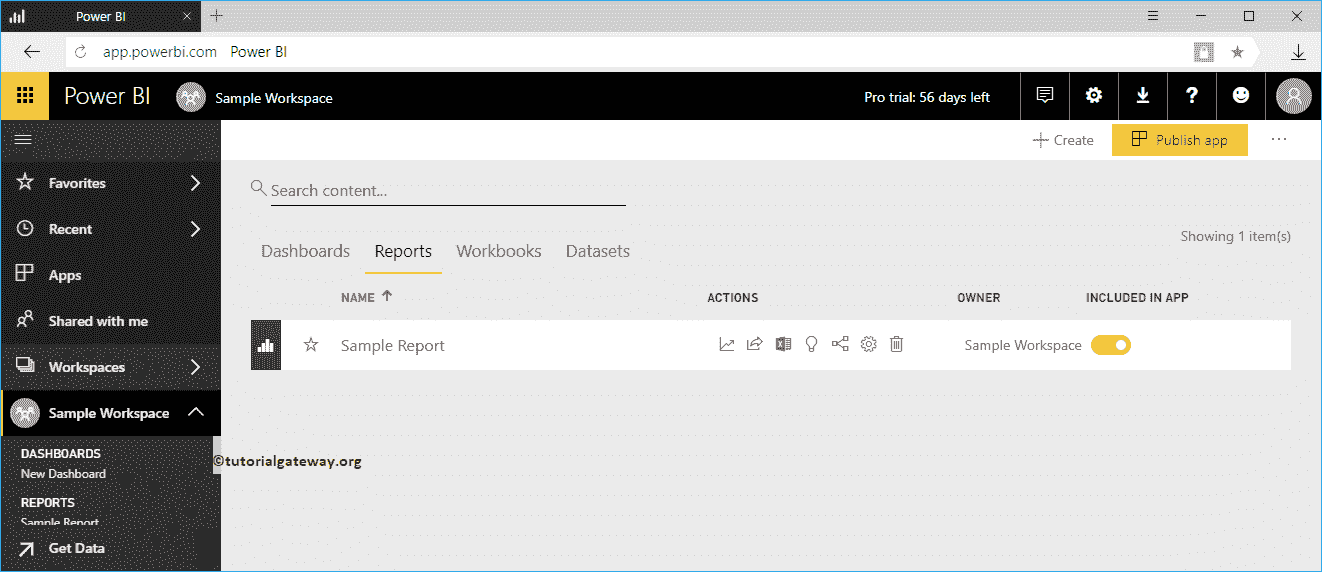 Power BI
app.powerbi.com Power BI
Power BI Sample Workspace Pro trial: 56 days left
Create Publish app
Favorites
Recent
Apps
Shared with me
Workspaces
Sample Workspace
DASHBOARDS
New Dashboard
REPORTS
Sample Report
Get Data
Search content...
Showing 1 item(s)
Dashboards Reports Workbooks Datasets
NAME ACTIONS OWNER INCLUDED IN APP
Sample Report Sample Workspace
©tutorialgateway.org